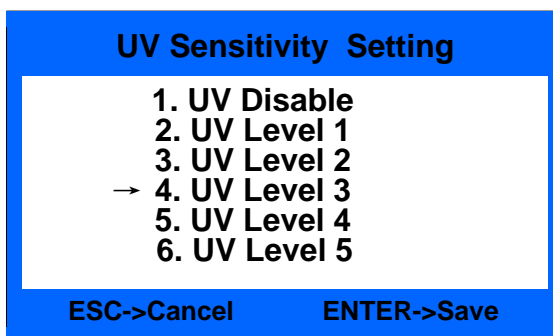 UV Sensitivity Setting
1. UV Disable
2. UV Level 1
3. UV Level 2
→ 4. UV Level 3
5. UV Level 4
6. UV Level 5
ESC->Cancel ENTER->Save